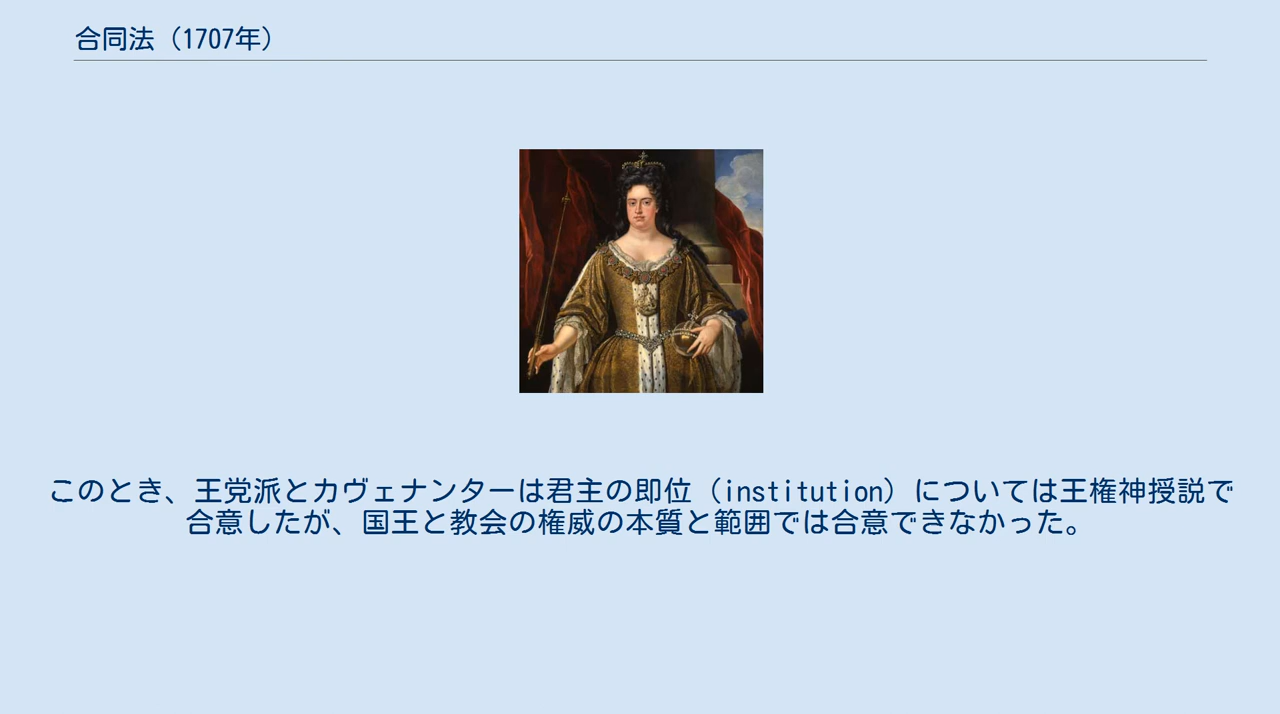 合同法（1707年）
このとき、王党派とカヴェナンターは君主の即位（institution）については王権神授説で
合意したが、国王と教会の権威の本質と範囲では合意できなかった。